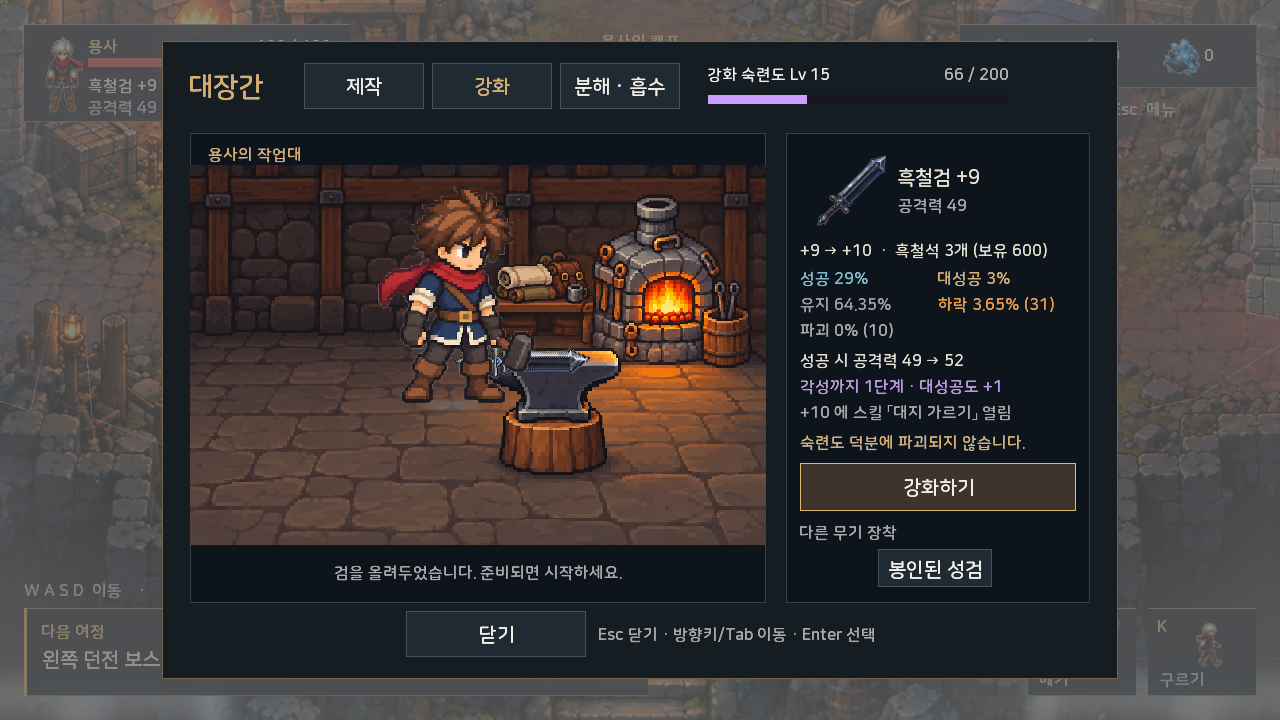 용사
흑철검 +9
공격력 49
0
메뉴
대장간
제작
강화
분해 · 흡수
강화 숙련도 Lv 15
66 / 200
용사의 작업대
흑철검 +9
공격력 49
+9 → +10 · 흑철석 3개 (보유 600)
성공 29%
대성공 3%
유지 64.35%
하락 3.65% (31)
파괴 0% (10)
성공 시 공격력 49 → 52
각성까지 1단계 · 대성공도 +1
+10 에 스킬 「대지 가르기」 열림
숙련도 덕분에 파괴되지 않습니다.
강화하기
다른 무기 장착
봉인된 성검
검을 올려두었습니다. 준비되면 시작하세요.
닫기
Esc 닫기 · 방향키/Tab 이동 · Enter 선택
W A S D 이동 ·
다음 여정
왼쪽 던전 보스
K
구르기